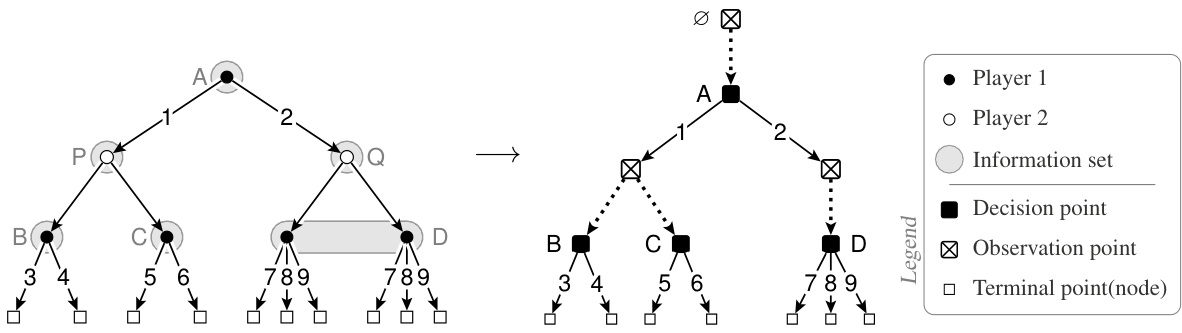 ∅
A
A
1
2
1
2
P
Q
B
C
D
B
C
D
3
4
5
6
7
8
9
7
8
9
3
4
5
6
7
8
9
Legend
Player 1
Player 2
Information set
Decision point
Observation point
Terminal point(node)